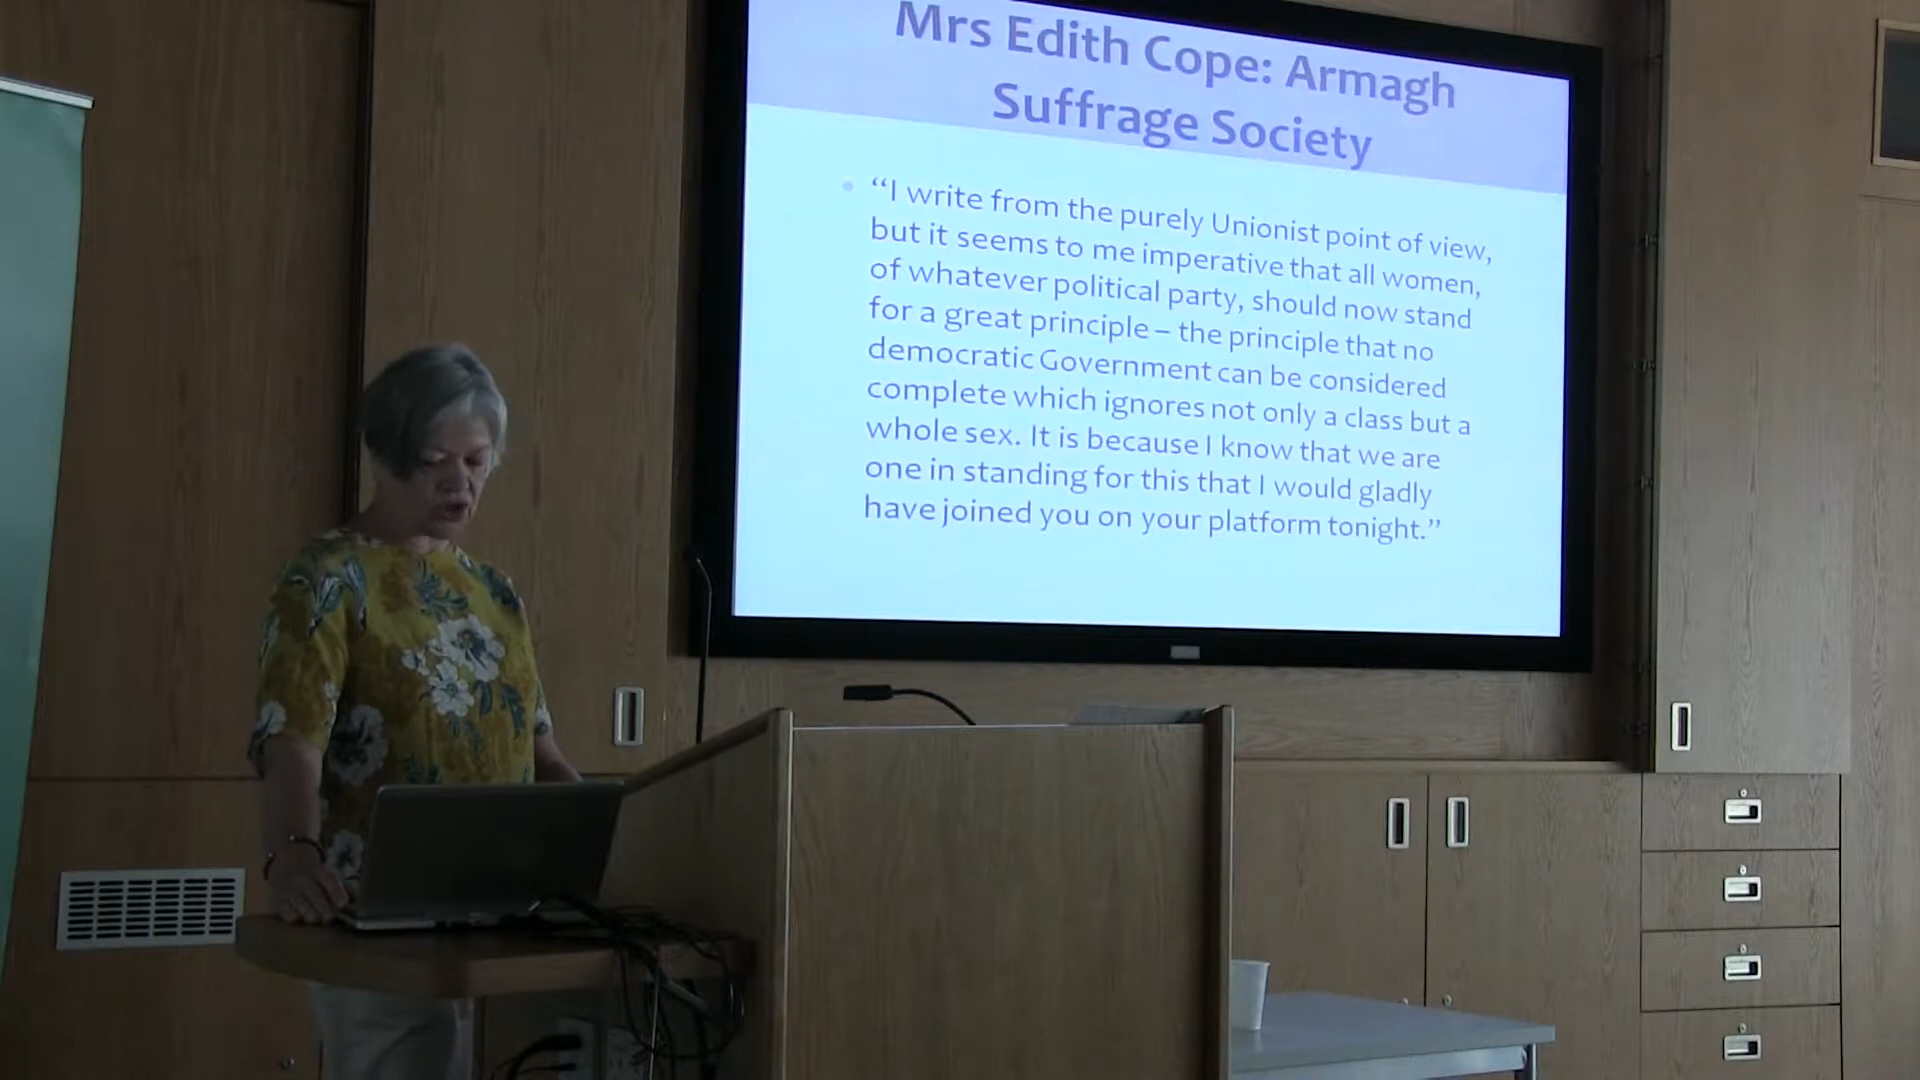 Mrs Edith Cope: Armagh
Suffrage Society
• “I write from the purely Unionist point of view,
but it seems to me imperative that all women,
of whatever political party, should now stand
for a great principle – the principle that no
democratic Government can be considered
complete which ignores not only a class but a
whole sex. It is because I know that we are
one in standing for this that I would gladly
have joined you on your platform tonight.”